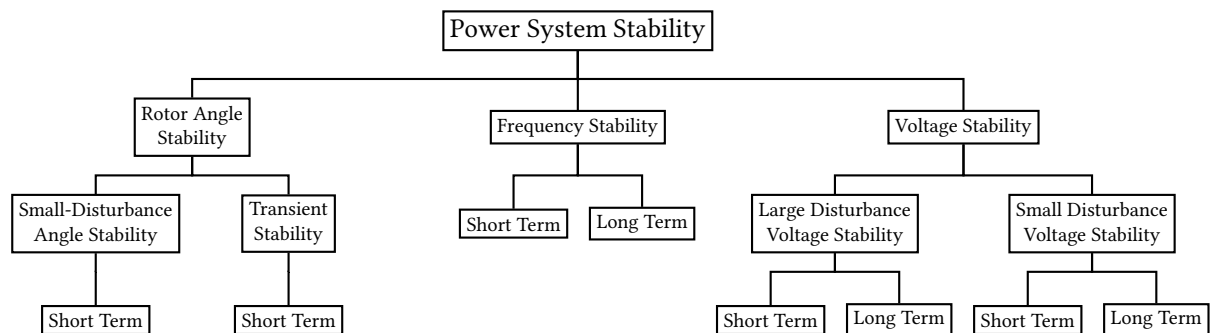 Power System Stability
Rotor Angle
Stability
Frequency Stability
Voltage Stability
Small-Disturbance
Angle Stability
Transient
Stability
Short Term
Long Term
Large Disturbance
Voltage Stability
Small Disturbance
Voltage Stability
Short Term
Short Term
Short Term
Long Term
Short Term
Long Term